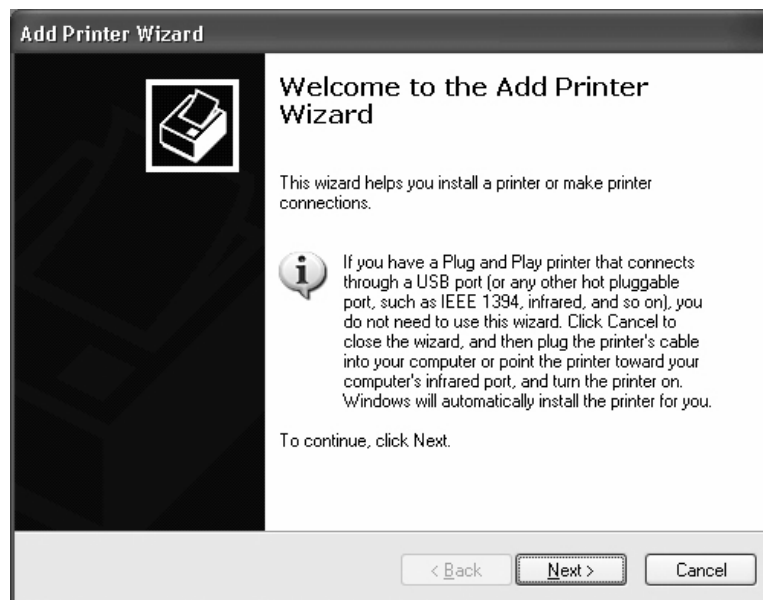 Add Printer Wizard
Welcome to the Add Printer
Wizard
This wizard helps you install a printer or make printer
connections.
If you have a Plug and Play printer that connects
through a USB port (or any other hot pluggable
port, such as IEEE 1394, infrared, and so on), you
do not need to use this wizard. Click Cancel to
close the wizard, and then plug the printer's cable
into your computer or point the printer toward your
computer's infrared port, and turn the printer on.
Windows will automatically install the printer for you.
To continue, click Next.
< Back Next > Cancel